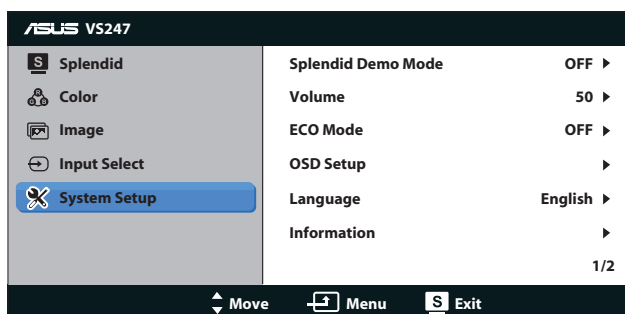 ASUS VS247
S Splendid
Color
Image
Input Select
System Setup
Splendid Demo Mode OFF
Volume 50
ECO Mode OFF
OSD Setup
Language English
Information
1/2
Move Menu S Exit